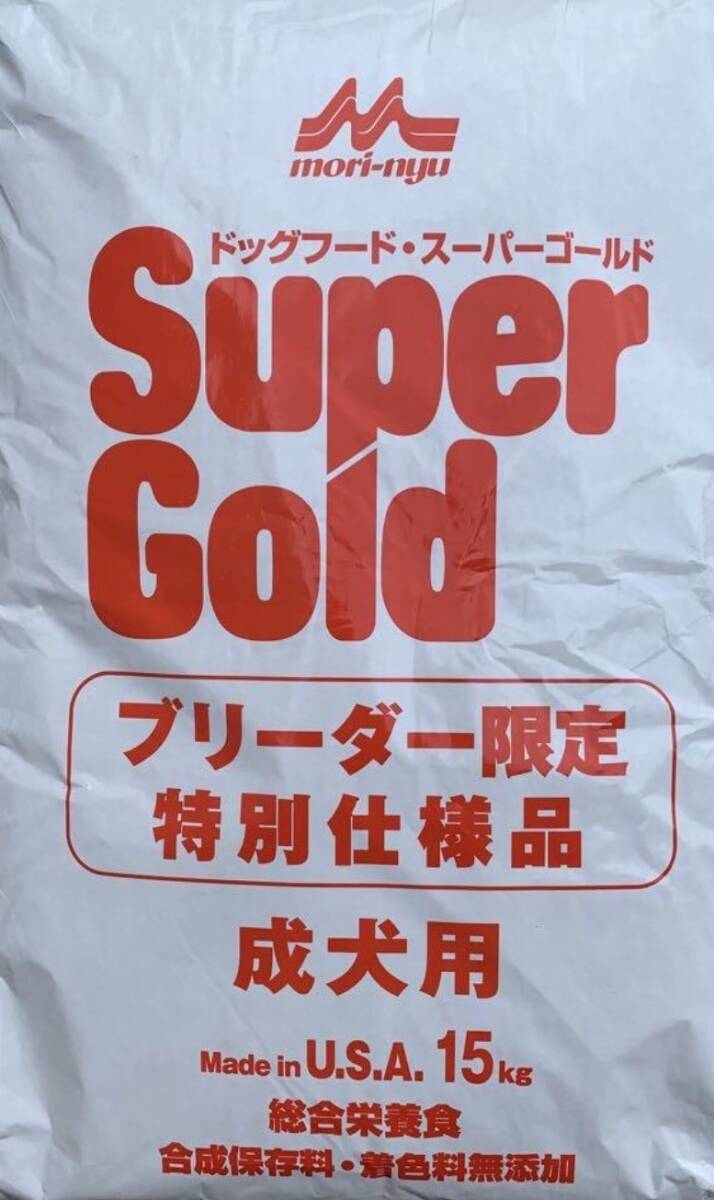 mori-nyu
ドッグフード・スーパーゴールド
Super
Gold
ブリーダー限定
特別仕様品
成犬用
Made in U.S.A. 15kg
総合栄養食
合成保存料・着色料無添加